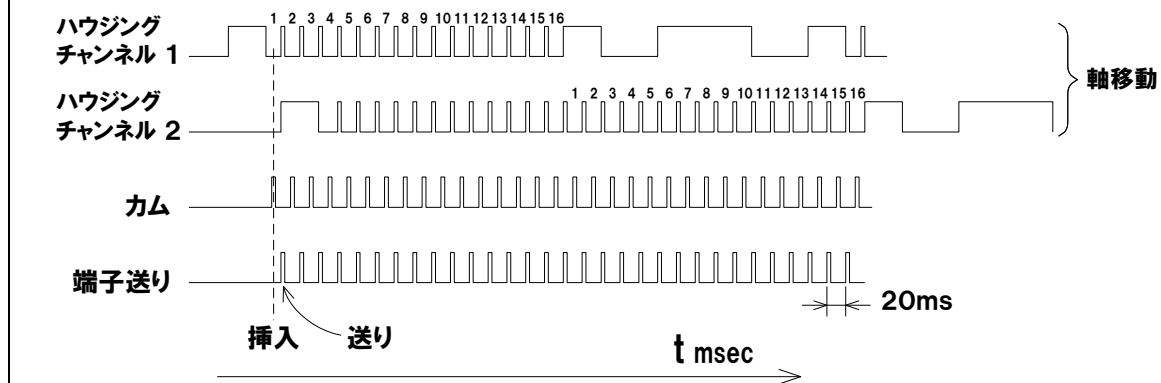 1 2 3 4 5 6 7 8 9 10 11 12 13 14 15 16
ハウジング
チャンネル 1
1 2 3 4 5 6 7 8 9 10 11 12 13 14 15 16
ハウジング
チャンネル 2
軸移動
カム
端子送り
20ms
挿入
送り
t msec